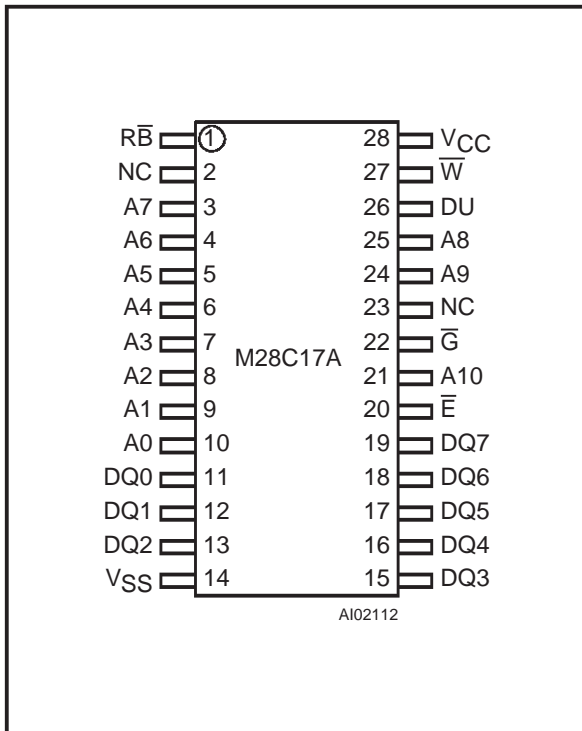 RB̅ 1 28 VCC
NC 2 27 W̅
A7 3 26 DU
A6 4 25 A8
A5 5 24 A9
A4 6 23 NC
A3 7 22 G̅
M28C17A
A2 8 21 A10
A1 9 20 E̅
A0 10 19 DQ7
DQ0 11 18 DQ6
DQ1 12 17 DQ5
DQ2 13 16 DQ4
VSS 14 15 DQ3
AI02112